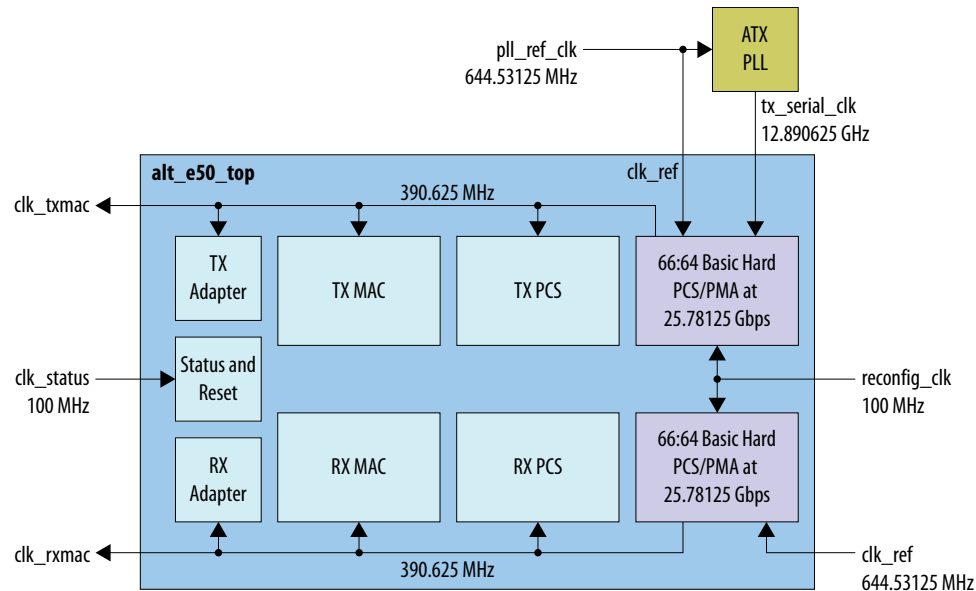 ATX
PLL
pll_ref_clk
644.53125 MHz
tx_serial_clk
12.890625 GHz
alt_e50_top
clk_ref
clk_txmac
390.625 MHz
TX
Adapter
TX MAC
TX PCS
66:64 Basic Hard
PCS/PMA at
25.78125 Gbps
clk_status
100 MHz
Status and
Reset
reconfig_clk
100 MHz
RX
Adapter
RX MAC
RX PCS
66:64 Basic Hard
PCS/PMA at
25.78125 Gbps
clk_rxmac
390.625 MHz
clk_ref
644.53125 MHz